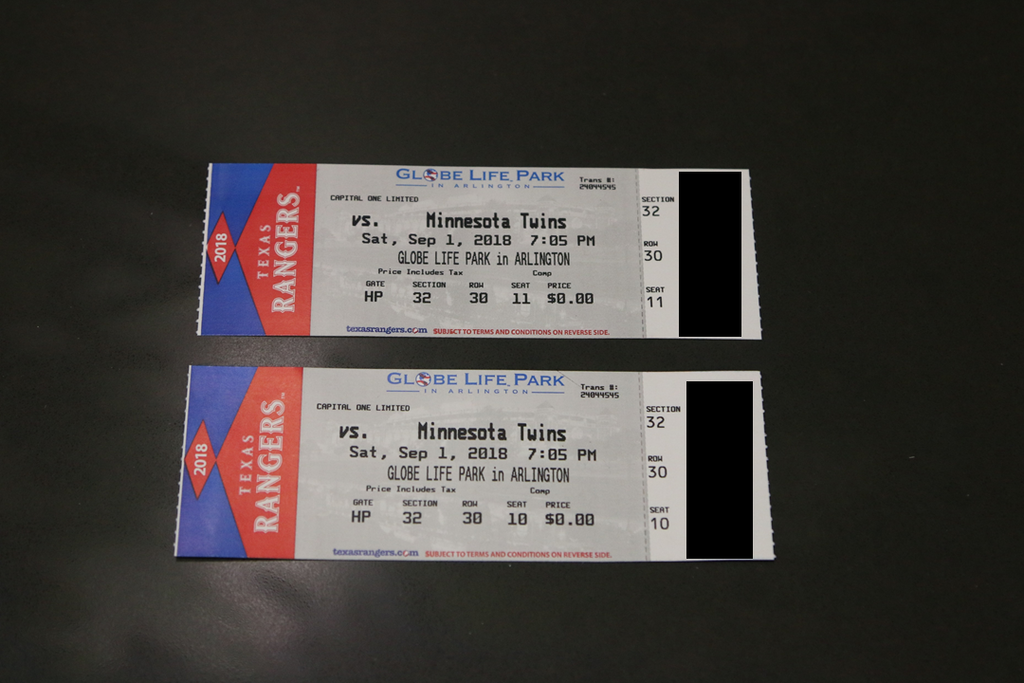 2018
TEXAS
RANGERS™
GLOBE LIFE PARK
IN ARLINGTON
Trans #:
24044545
CAPITAL ONE LIMITED
vs. Minnesota Twins
Sat, Sep 1, 2018 7:05 PM
GLOBE LIFE PARK in ARLINGTON
Price Includes Tax Comp
GATE SECTION ROW SEAT PRICE
HP 32 30 11 $0.00
texasrangers.com SUBJECT TO TERMS AND CONDITIONS ON REVERSE SIDE.
SECTION
32
ROW
30
SEAT
11
2018
TEXAS
RANGERS™
GLOBE LIFE PARK
IN ARLINGTON
Trans #:
24044545
CAPITAL ONE LIMITED
vs. Minnesota Twins
Sat, Sep 1, 2018 7:05 PM
GLOBE LIFE PARK in ARLINGTON
Price Includes Tax Comp
GATE SECTION ROW SEAT PRICE
HP 32 30 10 $0.00
texasrangers.com SUBJECT TO TERMS AND CONDITIONS ON REVERSE SIDE.
SECTION
32
ROW
30
SEAT
10